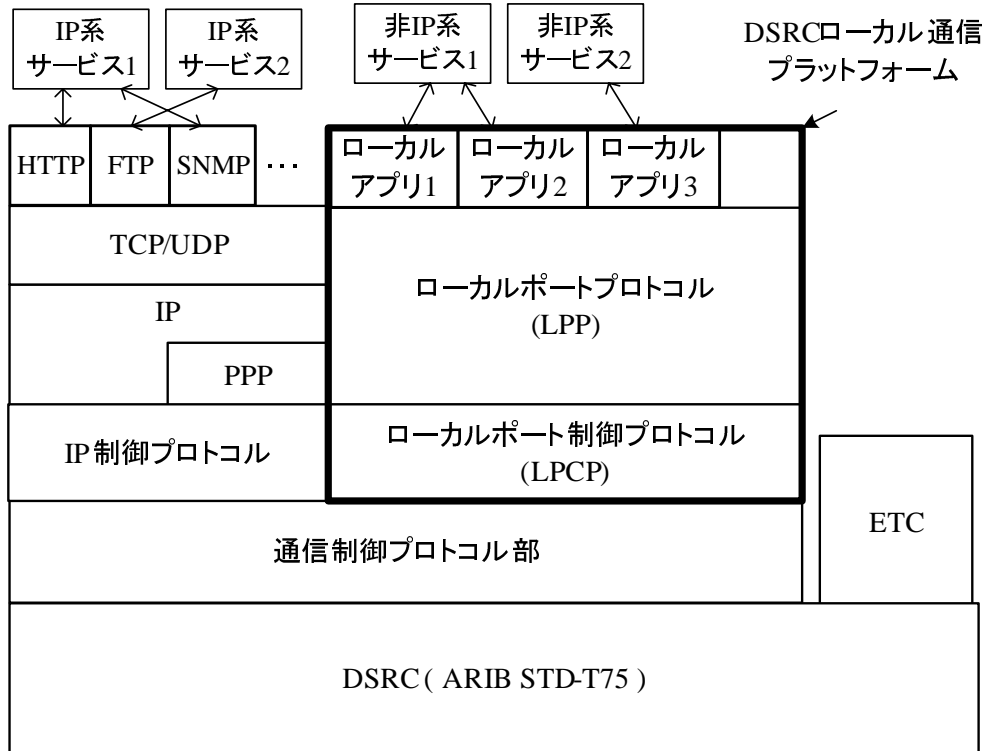 IP系
サービス1
IP系
サービス2
非IP系
サービス1
非IP系
サービス2
DSRCローカル通信
プラットフォーム
HTTP
FTP
SNMP
…
ローカル
アプリ1
ローカル
アプリ2
ローカル
アプリ3
TCP/UDP
IP
PPP
ローカルポートプロトコル
(LPP)
IP制御プロトコル
ローカルポート制御プロトコル
(LPCP)
通信制御プロトコル部
ETC
DSRC ( ARIB STD-T75 )